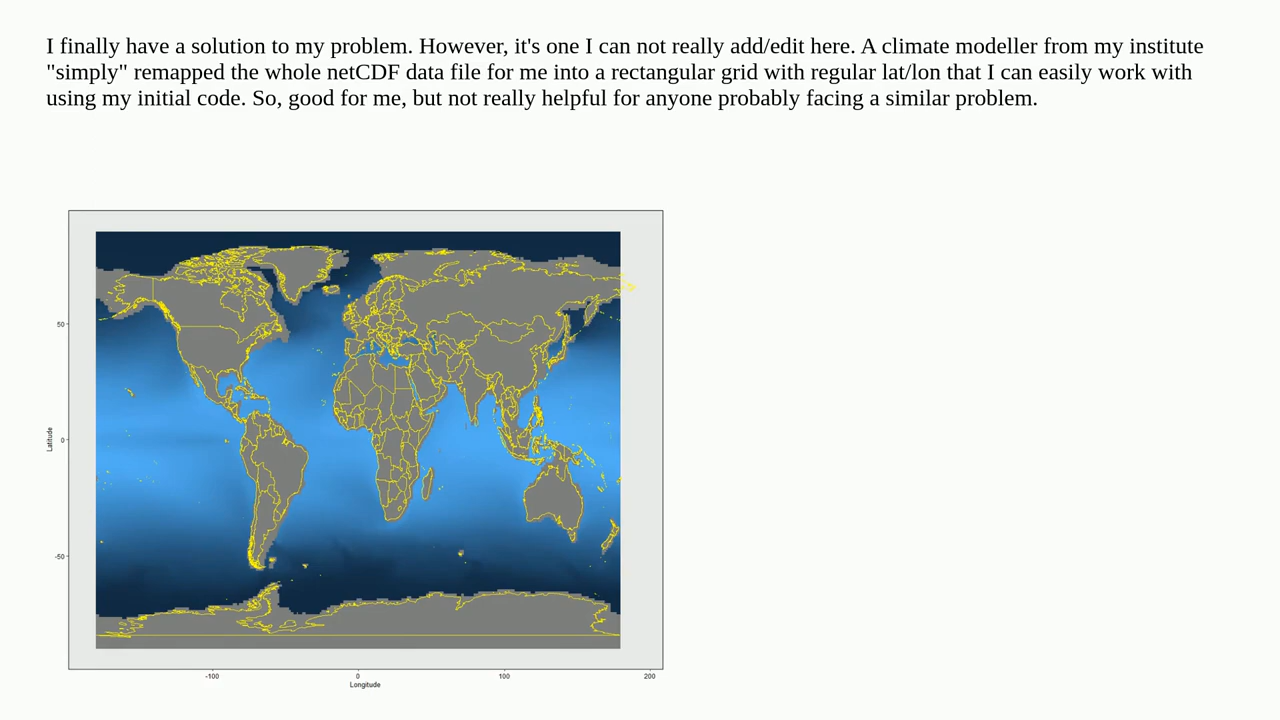 I finally have a solution to my problem. However, it's one I can not really add/edit here. A climate modeller from my institute
"simply" remapped the whole netCDF data file for me into a rectangular grid with regular lat/lon that I can easily work with
using my initial code. So, good for me, but not really helpful for anyone probably facing a similar problem.
50
0
-50
Latitude
-100
0
100
200
Longitude